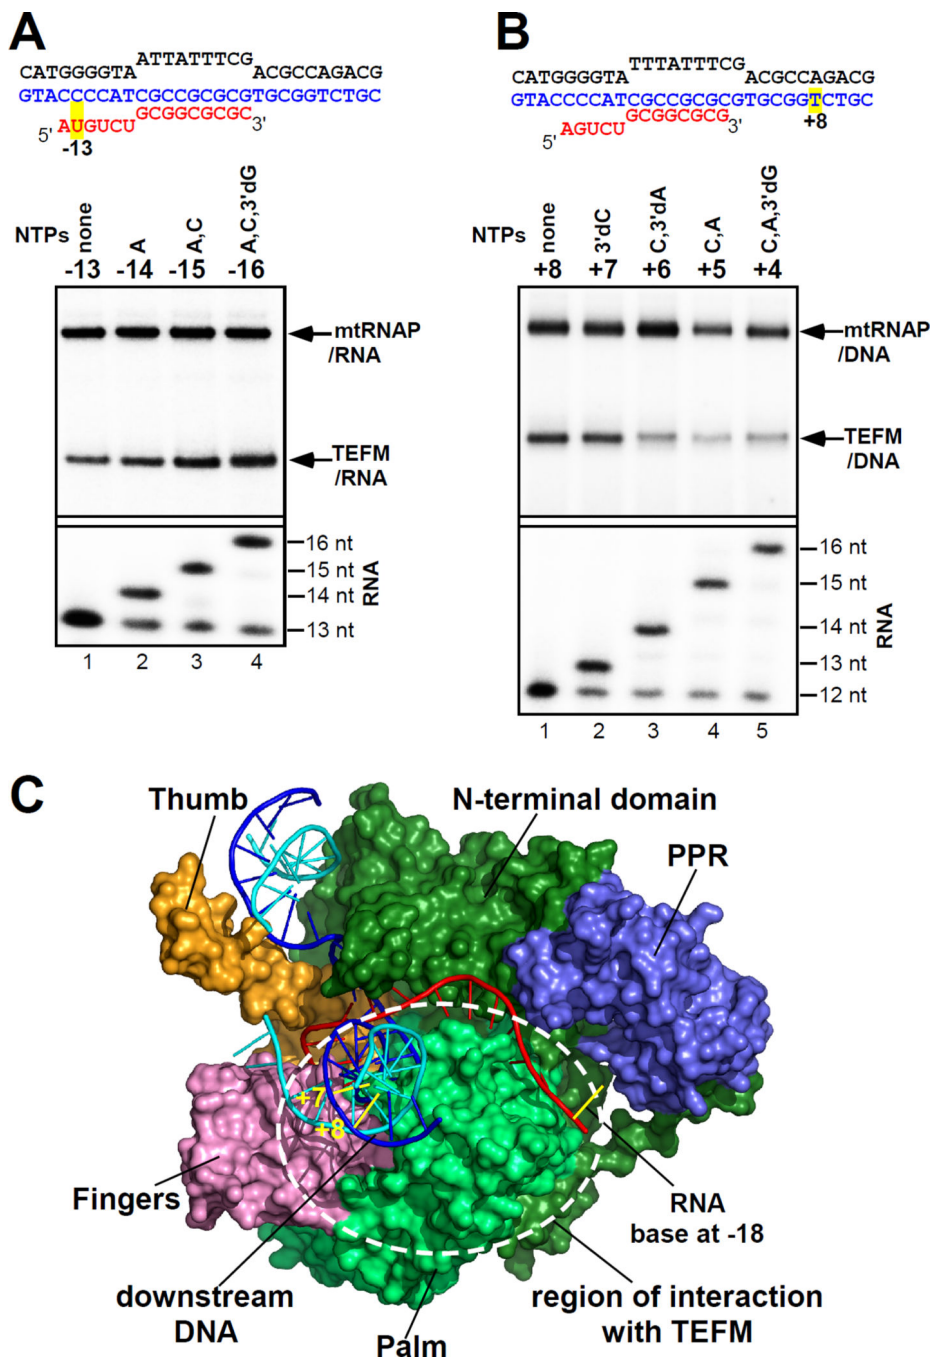 A
CATGGGGTA ATTATTTCG ACGCCAGACG
GTACCCCATCGCCGCGCGTGCGGTCTGC
5' AUGUCU GCGGCGCGC 3'
-13
NTPs none A A,C A,C,3'dG
-13 -14 -15 -16
mtRNAP
/RNA
TEFM
/RNA
16 nt
15 nt
14 nt
13 nt
RNA
1 2 3 4
B
CATGGGGTA TTTATTTCG ACGCCAGACG
GTACCCCATCGCCGCGCGTGCGGTCTGC
5' AGUCU GCGGCGCG 3'
+8
NTPs none 3'dC C,3'dA C,A C,A,3'dG
+8 +7 +6 +5 +4
mtRNAP
/DNA
TEFM
/DNA
16 nt
15 nt
14 nt
13 nt
12 nt
RNA
1 2 3 4 5
C
Thumb
N-terminal domain
PPR
+7
+8
Fingers
RNA
base at -18
downstream
DNA
Palm
region of interaction
with TEFM